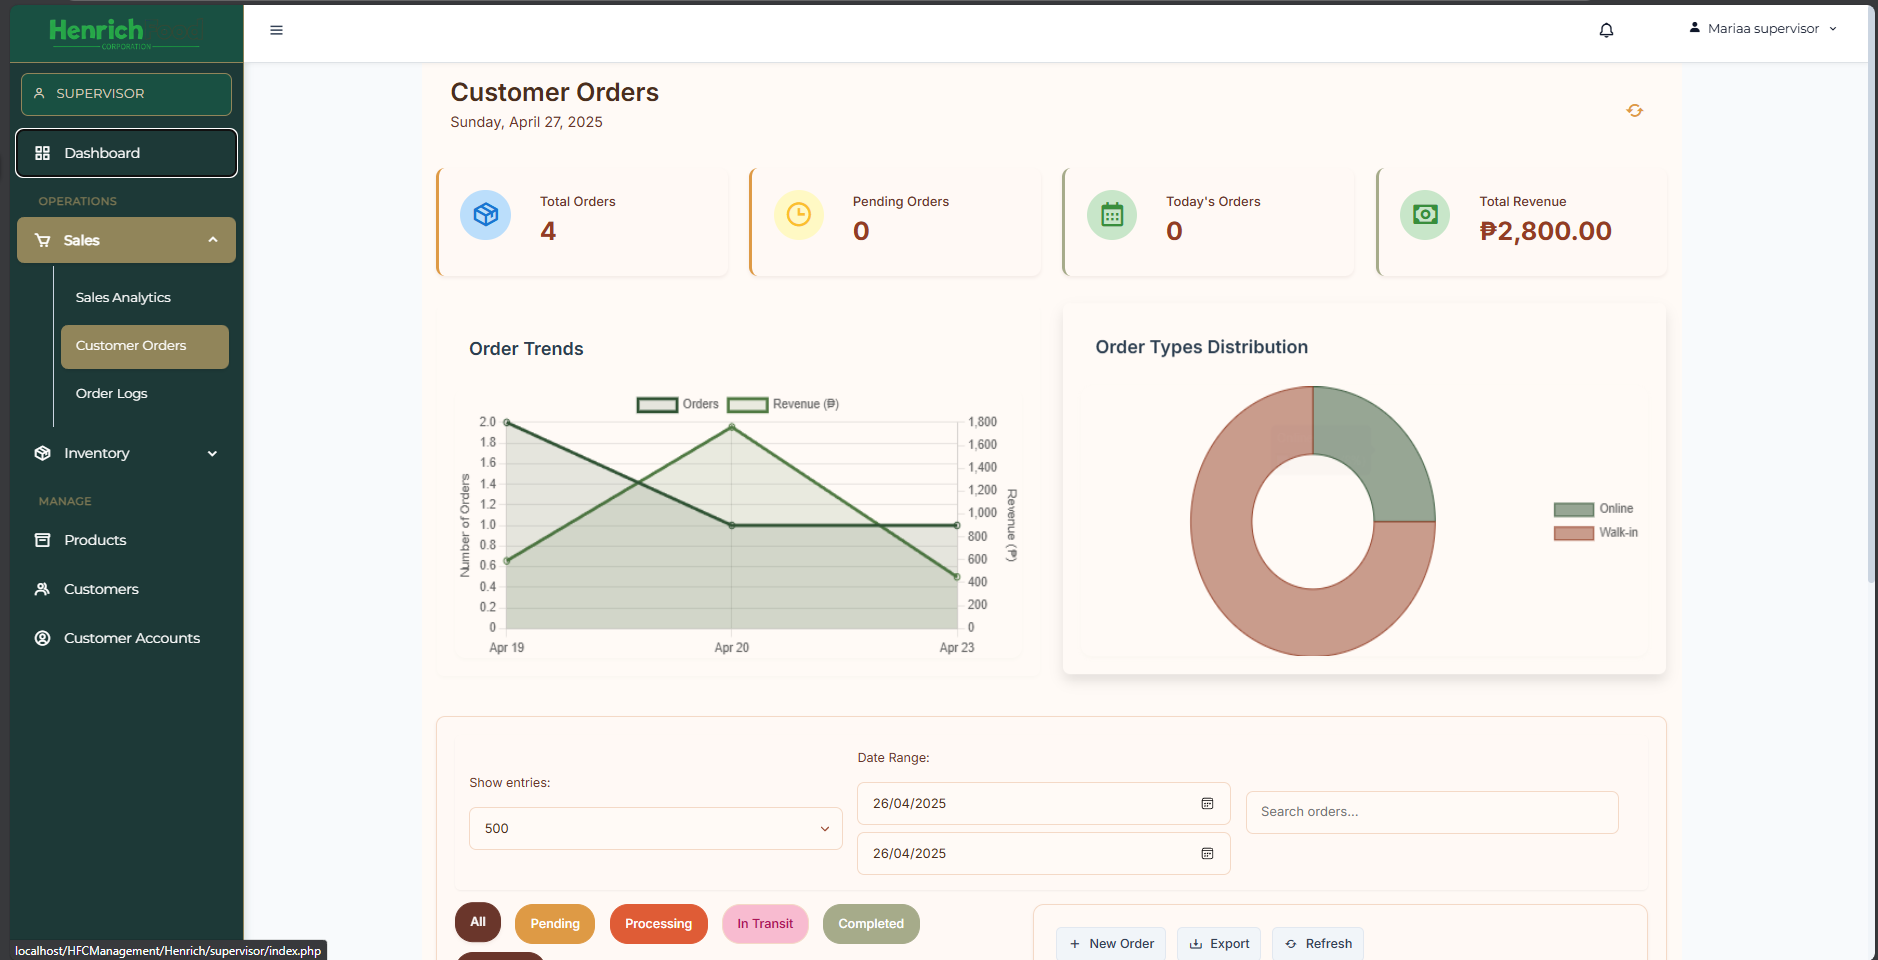 Henrich
CORPORATION
SUPERVISOR
Dashboard
OPERATIONS
Sales
Sales Analytics
Customer Orders
Order Logs
Inventory
MANAGE
Products
Customers
Customer Accounts
localhost/HFCManagement/Henrich/supervisor/index.php
Mariaa supervisor
Customer Orders
Sunday, April 27, 2025
Total Orders
4
Pending Orders
0
Today's Orders
0
Total Revenue
₱2,800.00
Order Trends
Orders
Revenue (₱)
Number of Orders
2.0
1.8
1.6
1.4
1.2
1.0
0.8
0.6
0.4
0.2
0
1,800
1,600
1,400
1,200
1,000
800
600
400
200
0
Revenue (₱)
Apr 19
Apr 20
Apr 23
Order Types Distribution
Online
Walk-in
Show entries:
500
Date Range:
26/04/2025
26/04/2025
Search orders...
All
Pending
Processing
In Transit
Completed
New Order
Export
Refresh